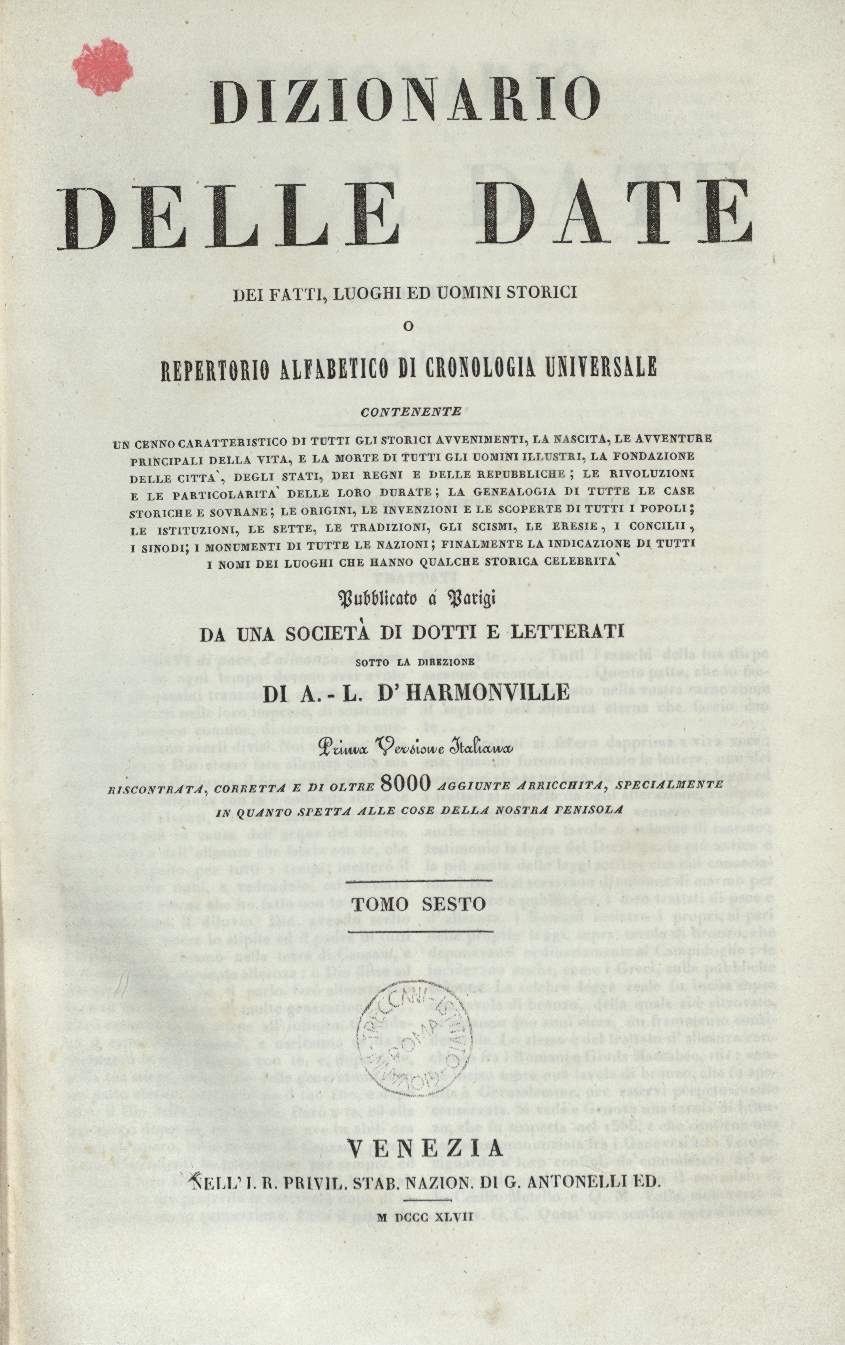 DIZIONARIO
DELLE DATE
DEI FATTI, LUOGHI ED UOMINI STORICI
O
REPERTORIO ALFABETICO DI CRONOLOGIA UNIVERSALE
CONTENENTE
UN CENNO CARATTERISTICO DI TUTTI GLI STORICI AVVENIMENTI, LA NASCITA, LE AVVENTURE
PRINCIPALI DELLA VITA, E LA MORTE DI TUTTI GLI UOMINI ILLUSTRI, LA FONDAZIONE
DELLE CITTA`, DEGLI STATI, DEI REGNI E DELLE REPUBBLICHE; LE RIVOLUZIONI
E LE PARTICOLARITA` DELLE LORO DURATE; LA GENEALOGIA DI TUTTE LE CASE
STORICHE E SOVRANE; LE ORIGINI, LE INVENZIONI E LE SCOPERTE DI TUTTI I POPOLI;
LE ISTITUZIONI, LE SETTE, LE TRADIZIONI, GLI SCISMI, LE ERESIE, I CONCILII,
I SINODI; I MONUMENTI DI TUTTE LE NAZIONI; FINALMENTE LA INDICAZIONE DI TUTTI
I NOMI DEI LUOGHI CHE HANNO QUALCHE STORICA CELEBRITA`
Pubblicato a Parigi
DA UNA SOCIETÀ DI DOTTI E LETTERATI
SOTTO LA DIREZIONE
DI A.-L. D'HARMONVILLE
Prima Versione Italiana
RISCONTRATA, CORRETTA E DI OLTRE 8000 AGGIUNTE ARRICCHITA, SPECIALMENTE
IN QUANTO SPETTA ALLE COSE DELLA NOSTRA PENISOLA
TOMO SESTO
ISTITUTO GIOVANNI TRECCANI
ROMA
VENEZIA
NELL' I. R. PRIVIL. STAB. NAZION. DI G. ANTONELLI ED.
M DCCC XLVII